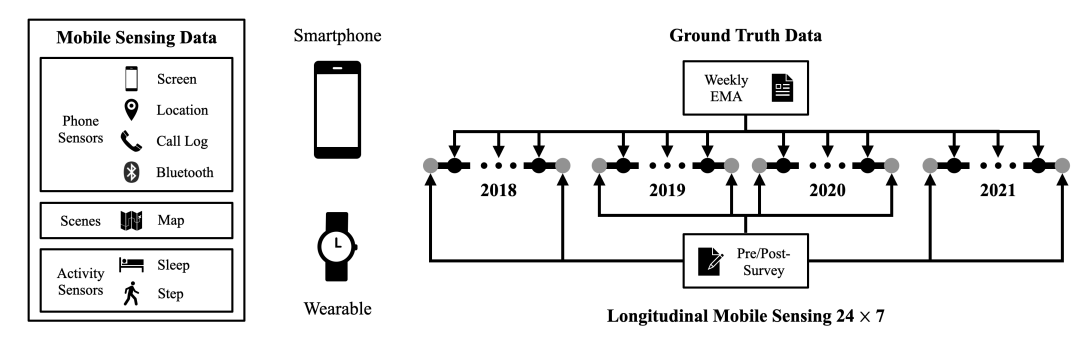 Mobile Sensing Data
Phone
Sensors
Screen
Location
Call Log
Bluetooth
Scenes
Map
Activity
Sensors
Sleep
Step
Smartphone
Wearable
Ground Truth Data
Weekly
EMA
2018
2019
2020
2021
Pre/Post-
Survey
Longitudinal Mobile Sensing 24 × 7